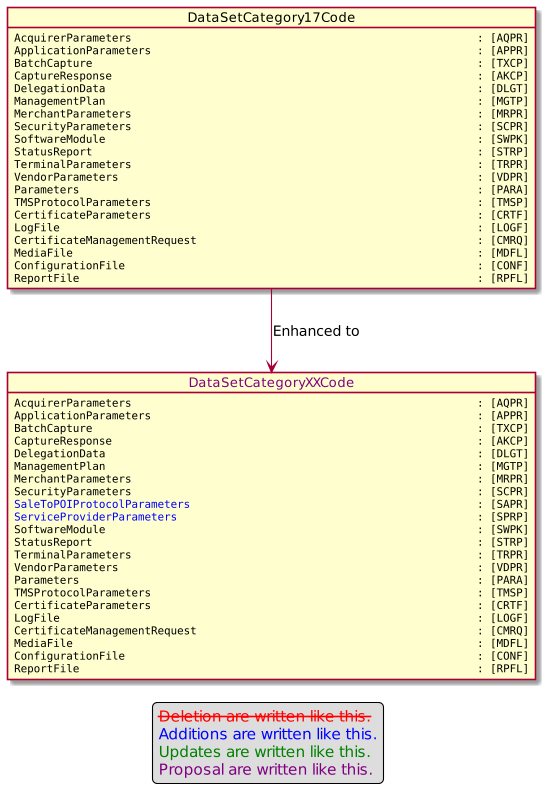 DataSetCategory17Code
AcquirerParameters : [AQPR]
ApplicationParameters : [APPR]
BatchCapture : [TXCP]
CaptureResponse : [AKCP]
DelegationData : [DLGT]
ManagementPlan : [MGTP]
MerchantParameters : [MRPR]
SecurityParameters : [SCPR]
SoftwareModule : [SWPK]
StatusReport : [STRP]
TerminalParameters : [TRPR]
VendorParameters : [VDPR]
Parameters : [PARA]
TMSProtocolParameters : [TMSP]
CertificateParameters : [CRTF]
LogFile : [LOGF]
CertificateManagementRequest : [CMRQ]
MediaFile : [MDFL]
ConfigurationFile : [CONF]
ReportFile : [RPFL]
Enhanced to
DataSetCategoryXXCode
AcquirerParameters : [AQPR]
ApplicationParameters : [APPR]
BatchCapture : [TXCP]
CaptureResponse : [AKCP]
DelegationData : [DLGT]
ManagementPlan : [MGTP]
MerchantParameters : [MRPR]
SecurityParameters : [SCPR]
SaleToPOIProtocolParameters : [SAPR]
ServiceProviderParameters : [SPRP]
SoftwareModule : [SWPK]
StatusReport : [STRP]
TerminalParameters : [TRPR]
VendorParameters : [VDPR]
Parameters : [PARA]
TMSProtocolParameters : [TMSP]
CertificateParameters : [CRTF]
LogFile : [LOGF]
CertificateManagementRequest : [CMRQ]
MediaFile : [MDFL]
ConfigurationFile : [CONF]
ReportFile : [RPFL]
Deletion are written like this.
Additions are written like this.
Updates are written like this.
Proposal are written like this.